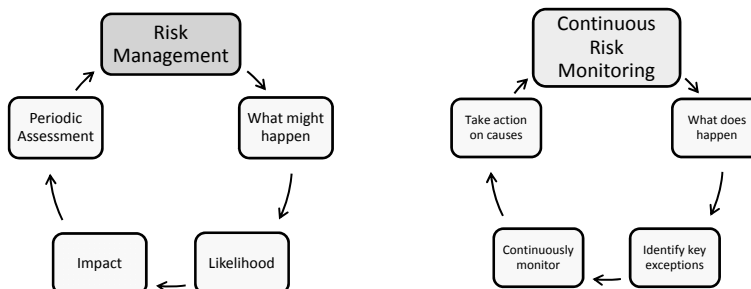 Risk
Management
What might
happen
Likelihood
Impact
Periodic
Assessment
Continuous
Risk
Monitoring
What does
happen
Identify key
exceptions
Continuously
monitor
Take action
on causes